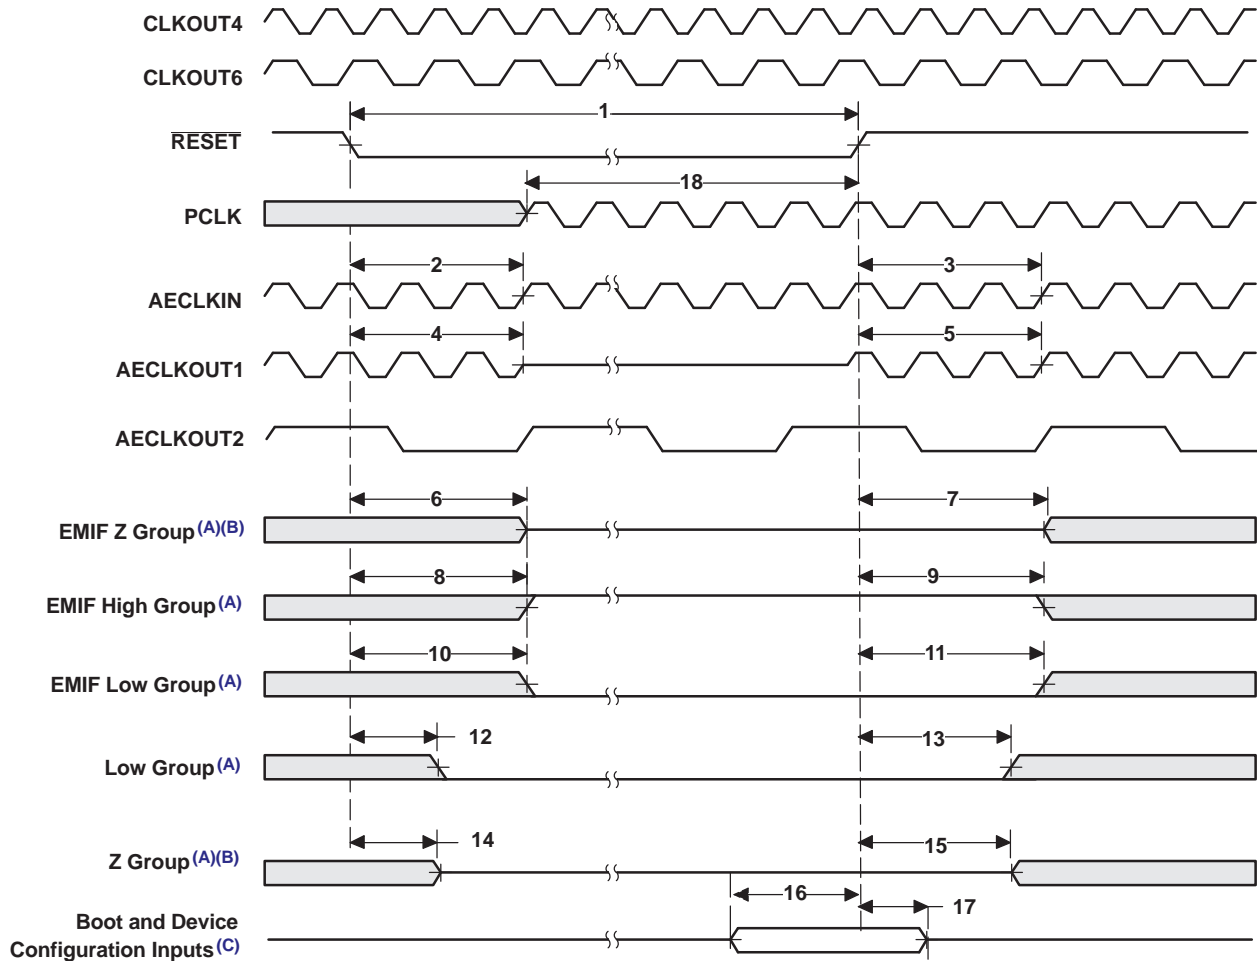 CLKOUT4
CLKOUT6
1
RESET
18
PCLK
2
3
AECLKIN
4
5
AECLKOUT1
AECLKOUT2
6
7
EMIF Z Group (A)(B)
8
9
EMIF High Group (A)
10
11
EMIF Low Group (A)
12
13
Low Group (A)
14
15
Z Group (A)(B)
16
17
Boot and Device
Configuration Inputs (C)